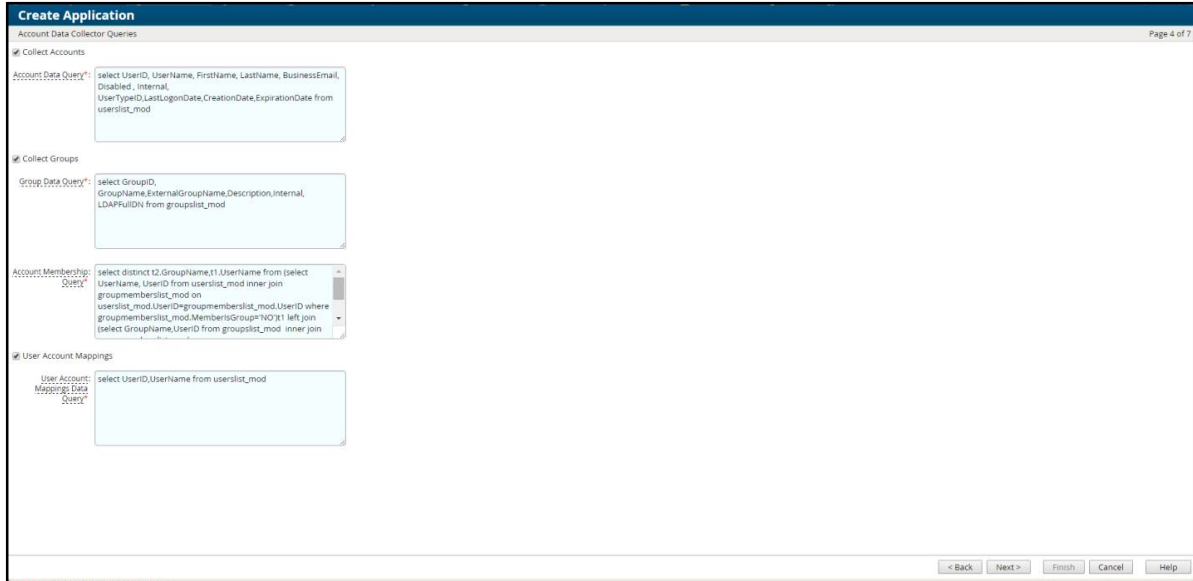 Create Application
Account Data Collector Queries
Page 4 of 7
Collect Accounts
Account Data Query*:
select UserID, UserName, FirstName, LastName, BusinessEmail,
Disabled , Internal,
UserTypeID,LastLogonDate,CreationDate,ExpirationDate from
userslist_mod
Collect Groups
Group Data Query*:
select GroupID,
GroupName,ExternalGroupName,Description,Internal,
LDAPFullDN from groupslist_mod
Account Membership:
Query*
select distinct t2.GroupName,t1.UserName from (select
UserName, UserID from userslist_mod inner join
groupmemberslist_mod on
userslist_mod.UserID=groupmemberslist_mod.UserID where
groupmemberslist_mod.MemberIsGroup='NO')t1 left join
(select GroupName,UserID from groupslist_mod inner join
User Account Mappings
User Account:
Mappings Data
Query*
select UserID,UserName from userslist_mod
< Back
Next >
Finish
Cancel
Help